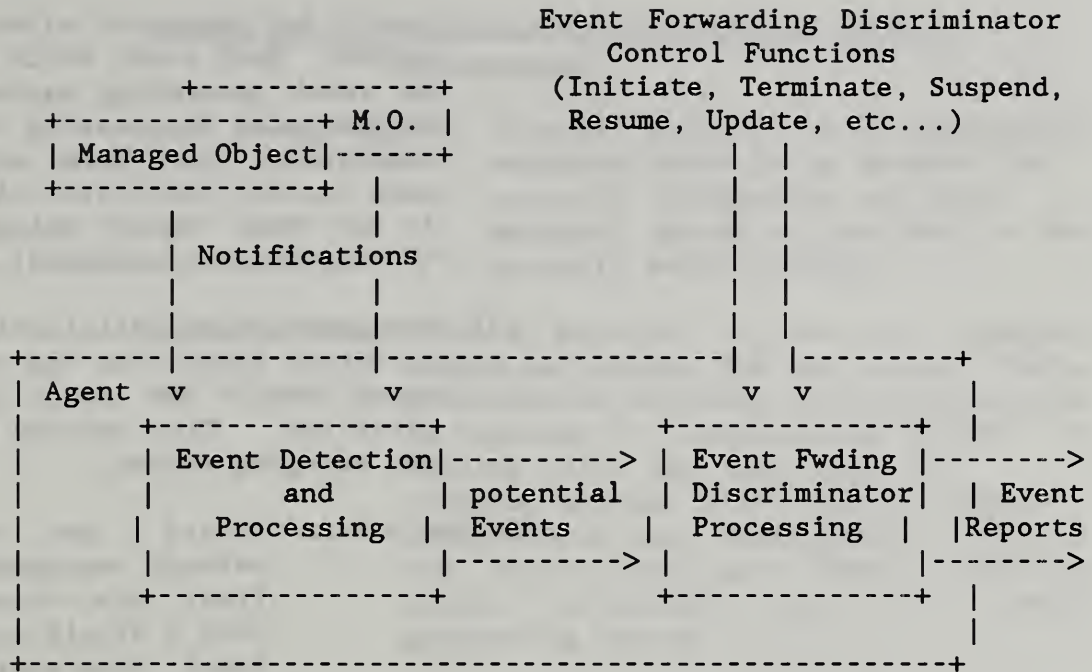 Event Forwarding Discriminator
Control Functions
(Initiate, Terminate, Suspend,
Resume, Update, etc...)
M.O.
Managed Object
Notifications
Agent
Event Detection
and
Processing
potential
Events
Event Fwding
Discriminator
Processing
Event
Reports